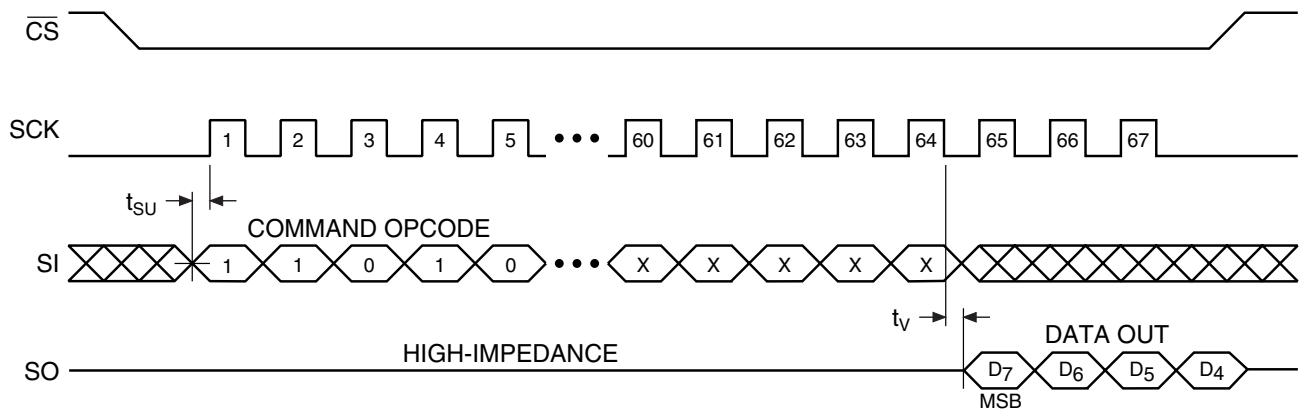 CS
SCK 1 2 3 4 5 ••• 60 61 62 63 64 65 66 67
tSU
COMMAND OPCODE
SI 1 1 0 1 0 ••• X X X X X
tV
DATA OUT
HIGH-IMPEDANCE
SO D7 D6 D5 D4
MSB